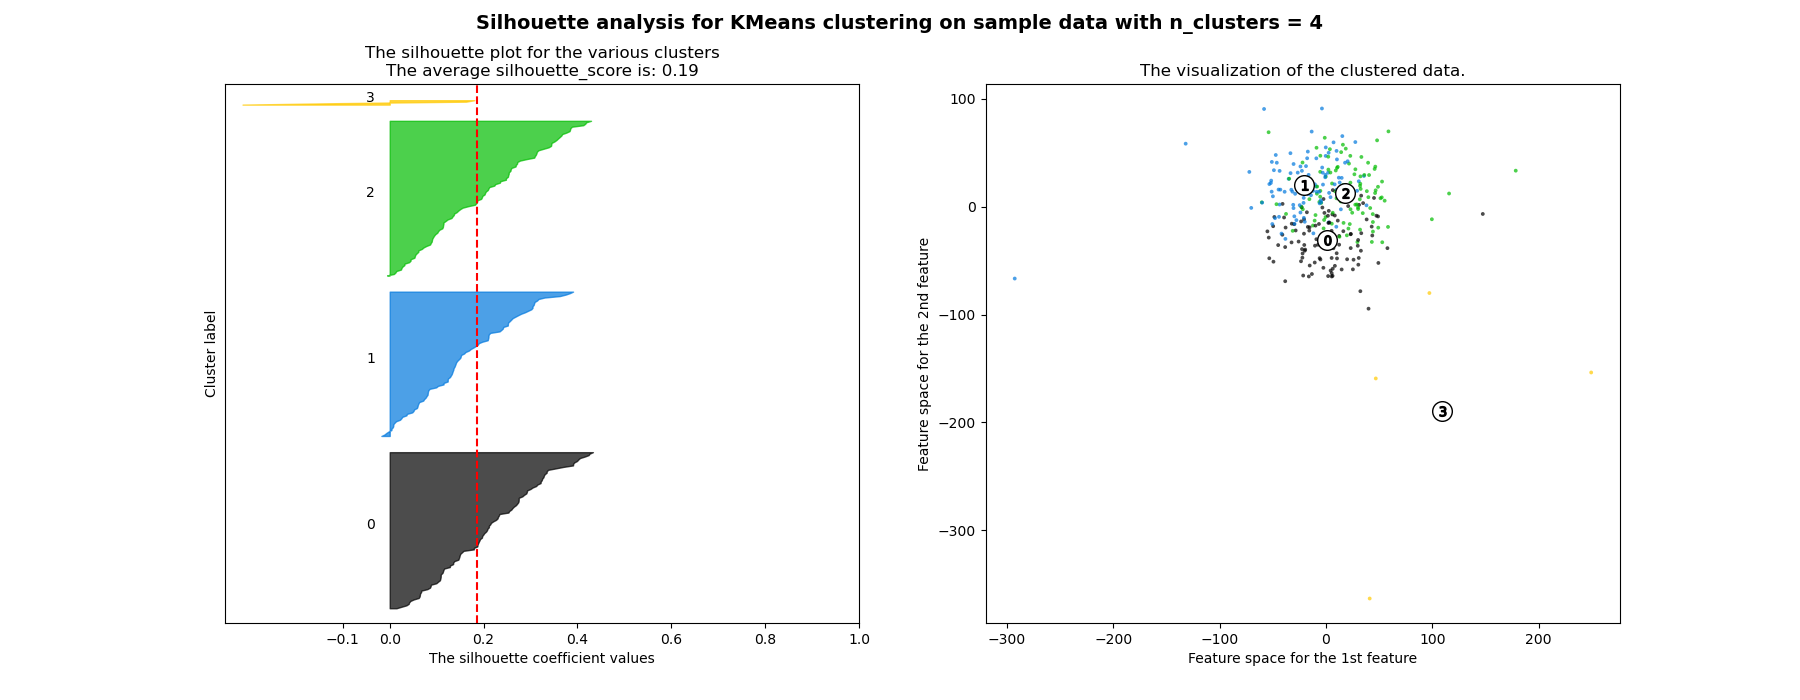 Silhouette analysis for KMeans clustering on sample data with n_clusters = 4
The silhouette plot for the various clusters
The average silhouette_score is: 0.19
3
2
1
0
Cluster label
−0.1 0.0 0.2 0.4 0.6 0.8 1.0
The silhouette coefficient values
The visualization of the clustered data.
100
0
−100
−200
−300
Feature space for the 2nd feature
1
2
0
3
−300 −200 −100 0 100 200
Feature space for the 1st feature